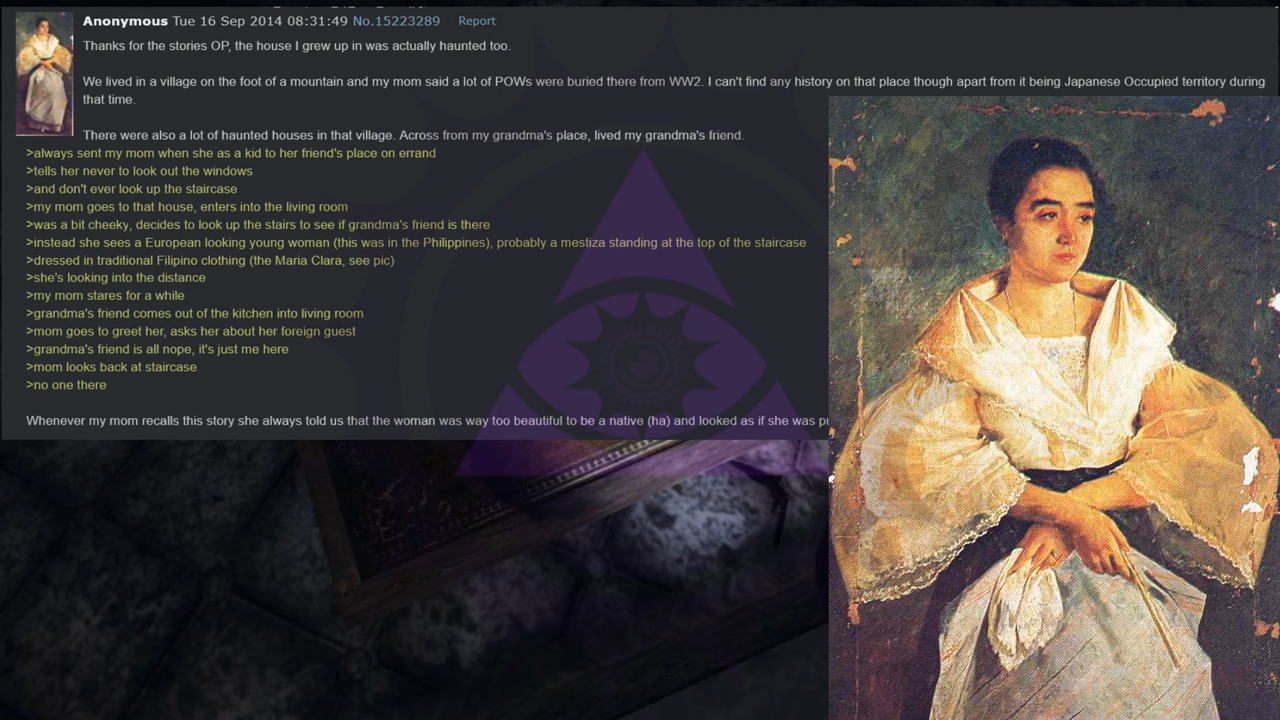 Anonymous Tue 16 Sep 2014 08:31:49 No.15223289 Report
Thanks for the stories OP, the house I grew up in was actually haunted too.
We lived in a village on the foot of a mountain and my mom said a lot of POWs were buried there from WW2. I can't find any history on that place though apart from it being Japanese Occupied territory during
that time.
There were also a lot of haunted houses in that village. Across from my grandma's place, lived my grandma's friend.
>always sent my mom when she as a kid to her friend's place on errand
>tells her never to look out the windows
>and don't ever look up the staircase
>my mom goes to that house, enters into the living room
>was a bit cheeky, decides to look up the stairs to see if grandma's friend is there
>instead she sees a European looking young woman (this was in the Philippines), probably a mestiza standing at the top of the staircase
>dressed in traditional Filipino clothing (the Maria Clara, see pic)
>she's looking into the distance
>my mom stares for a while
>grandma's friend comes out of the kitchen into living room
>mom goes to greet her, asks her about her foreign guest
>grandma's friend is all nope, it's just me here
>mom looks back at staircase
>no one there
Whenever my mom recalls this story she always told us that the woman was way too beautiful to be a native (ha) and looked as if she was